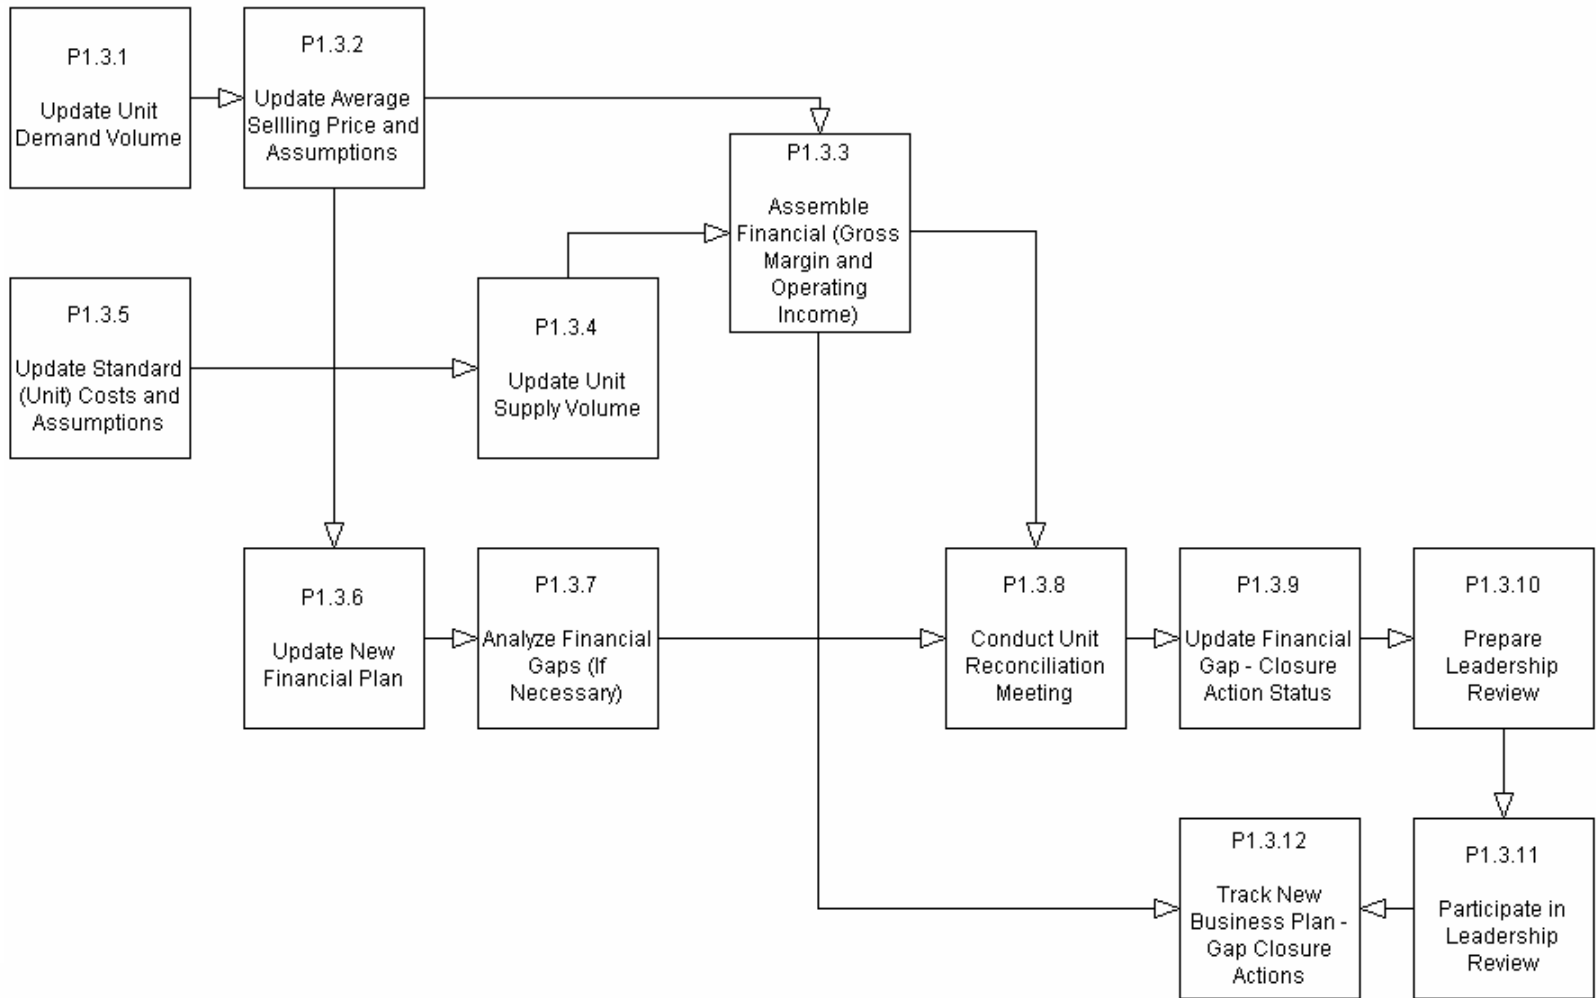 P1.3.1
Update Unit
Demand Volume
P1.3.2
Update Average
Sellling Price and
Assumptions
P1.3.3
Assemble
Financial (Gross
Margin and
Operating
Income)
P1.3.5
Update Standard
(Unit) Costs and
Assumptions
P1.3.4
Update Unit
Supply Volume
P1.3.6
Update New
Financial Plan
P1.3.7
Analyze Financial
Gaps (If
Necessary)
P1.3.8
Conduct Unit
Reconciliation
Meeting
P1.3.9
Update Financial
Gap - Closure
Action Status
P1.3.10
Prepare
Leadership
Review
P1.3.12
Track New
Business Plan -
Gap Closure
Actions
P1.3.11
Participate in
Leadership
Review